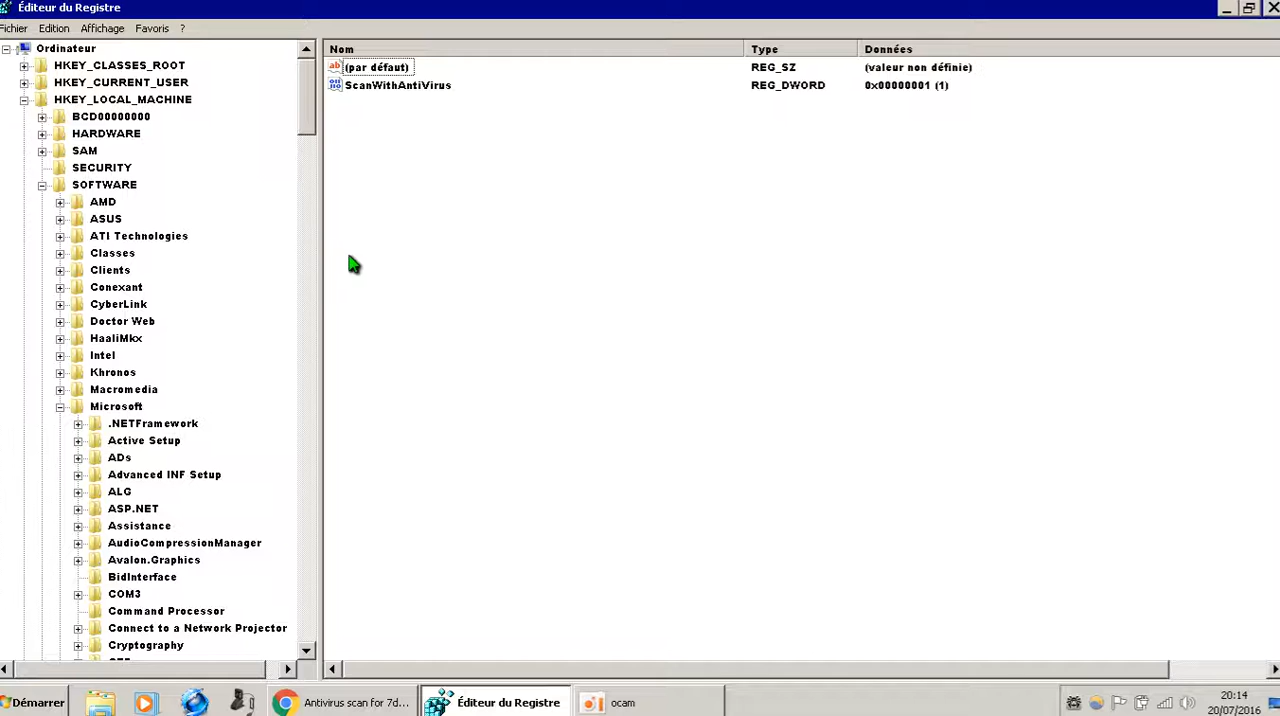 Éditeur du Registre
Fichier Edition Affichage Favoris ?
Ordinateur
HKEY_CLASSES_ROOT
HKEY_CURRENT_USER
HKEY_LOCAL_MACHINE
BCD00000000
HARDWARE
SAM
SECURITY
SOFTWARE
AMD
ASUS
ATI Technologies
Classes
Clients
Conexant
CyberLink
Doctor Web
HaaliMkx
Intel
Khronos
Macromedia
Microsoft
.NETFramework
Active Setup
ADs
Advanced INF Setup
ALG
ASP.NET
Assistance
AudioCompressionManager
Avalon.Graphics
BidInterface
COM3
Command Processor
Connect to a Network Projector
Cryptography
Nom Type Données
ab (par défaut) REG_SZ (valeur non définie)
ScanWithAntiVirus REG_DWORD 0x00000001 (1)
Démarrer Antivirus scan for 7d... Éditeur du Registre ocam
20:14
20/07/2016